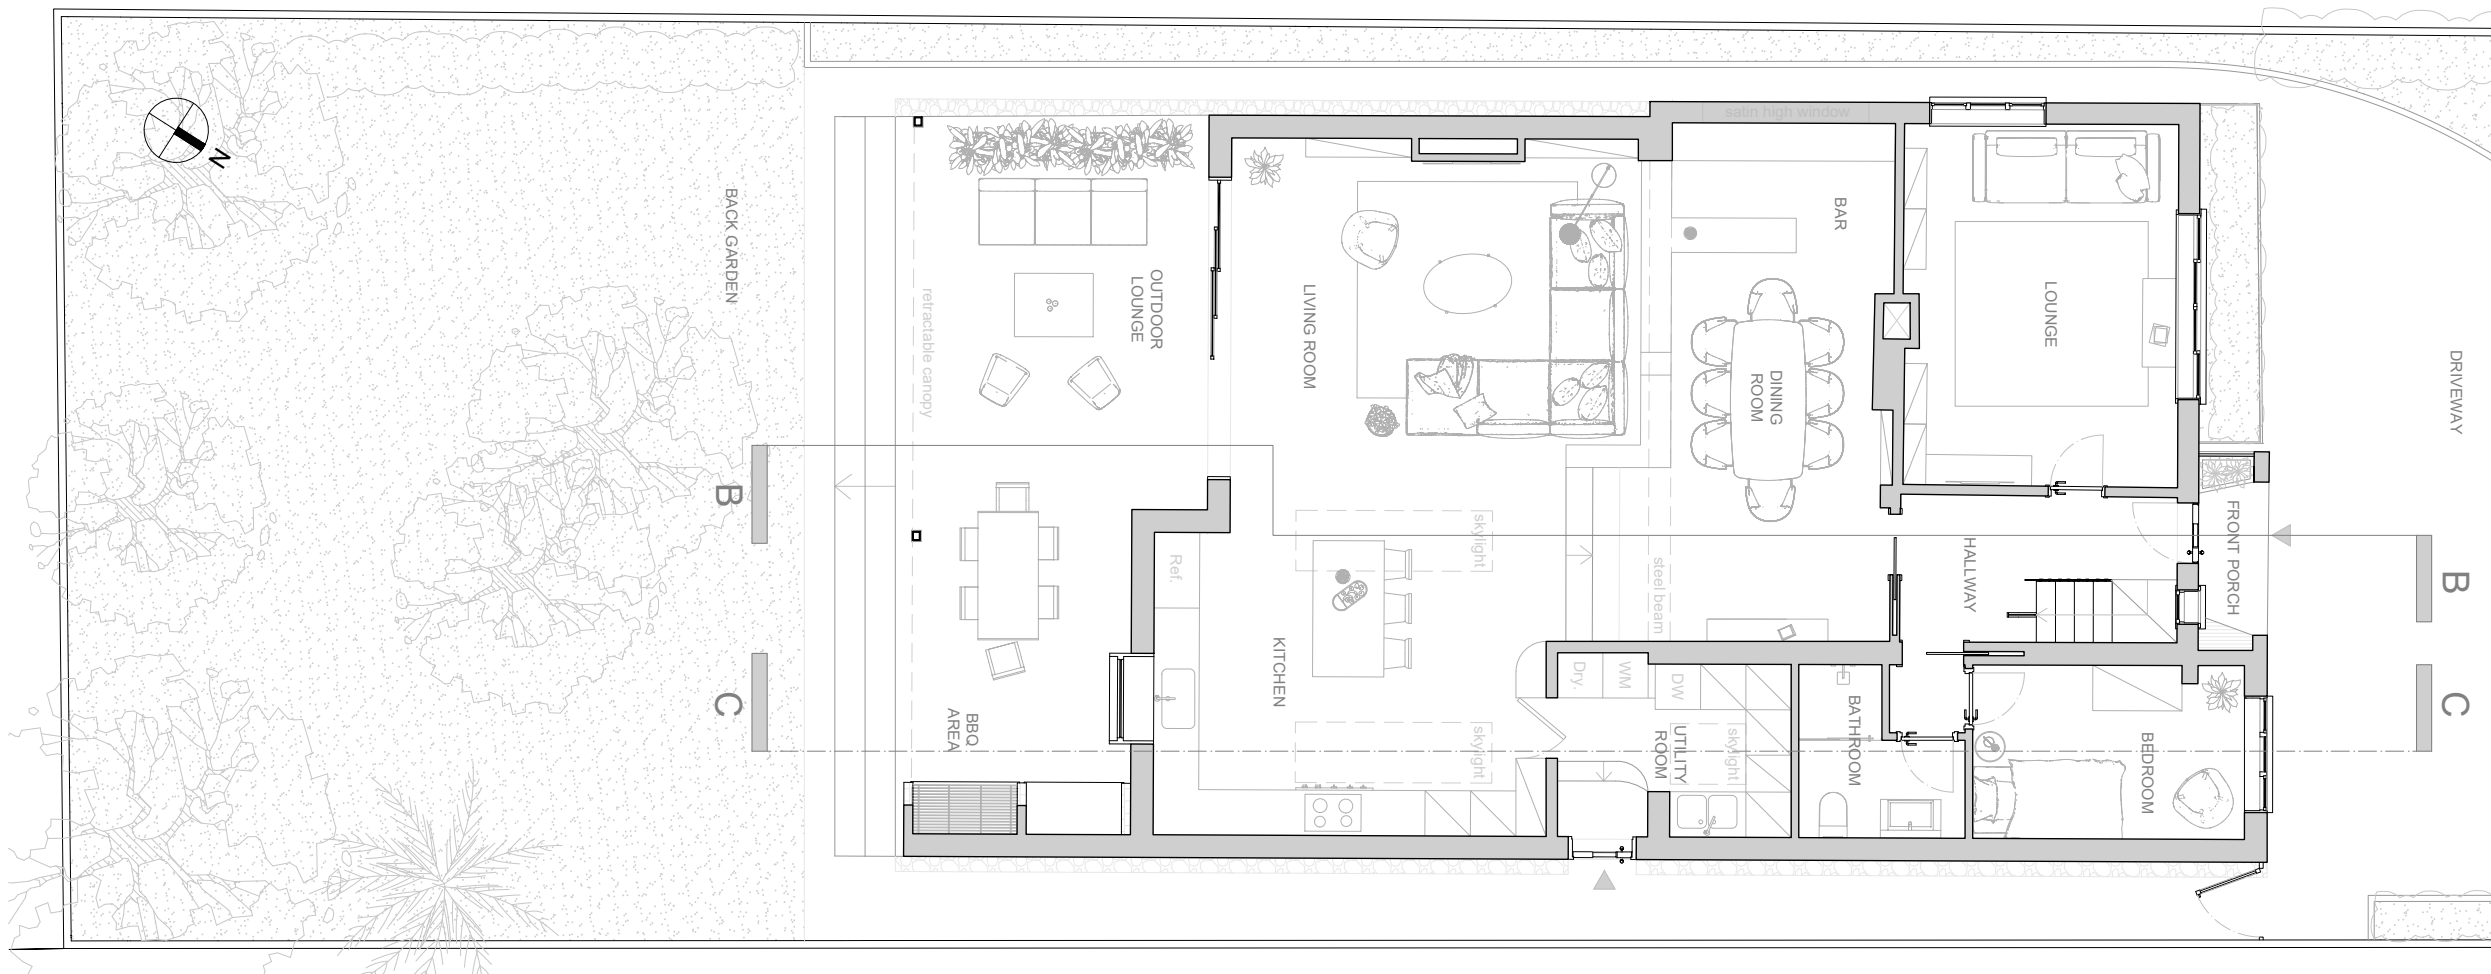 N
BACK GARDEN
retractable canopy
OUTDOOR
LOUNGE
LIVING ROOM
satin high window
BAR
LOUNGE
DRIVEWAY
DINING
ROOM
B
Ref.
skylight
steel beam
HALLWAY
FRONT PORCH
B
KITCHEN
Dry.
WM
DW
BATHROOM
C
BBQ
AREA
skylight
UTILITY
ROOM
skylight
BEDROOM
C